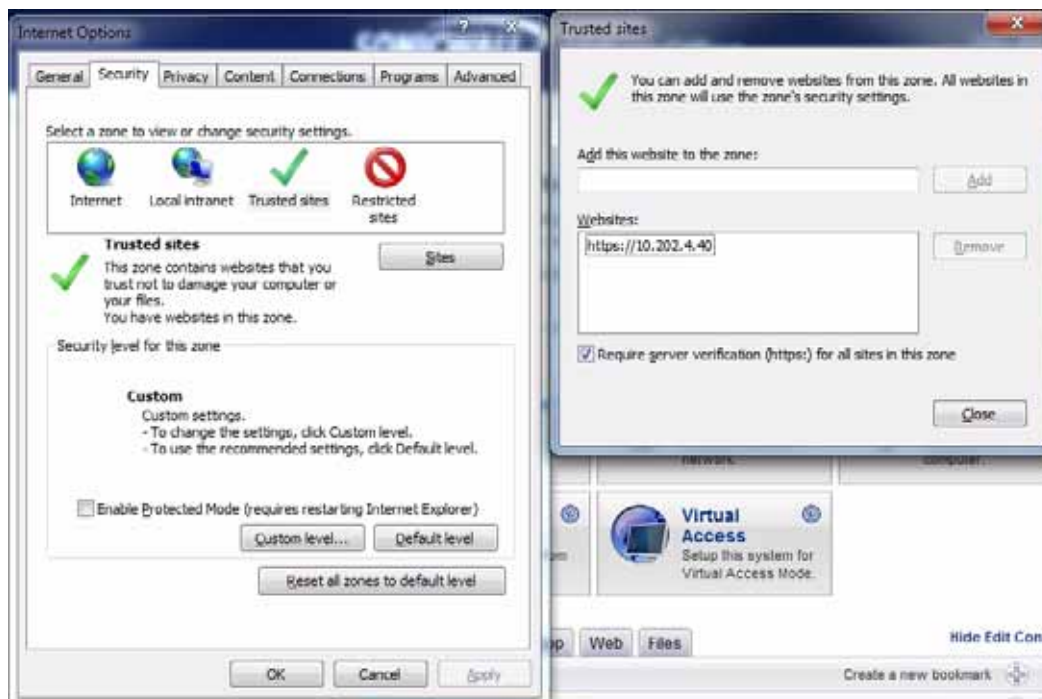 Internet Options
General Security Privacy Content Connections Programs Advanced
Select a zone to view or change security settings.
Internet
Local intranet
Trusted sites
Restricted
sites
Trusted sites
Sites
This zone contains websites that you
trust not to damage your computer or
your files.
You have websites in this zone.
Security level for this zone
Custom
Custom settings.
- To change the settings, click Custom level.
- To use the recommended settings, click Default level.
Enable Protected Mode (requires restarting Internet Explorer)
Custom level...
Default level
Reset all zones to default level
OK
Cancel
Apply
Trusted sites
You can add and remove websites from this zone. All websites in
this zone will use the zone's security settings.
Add this website to the zone:
Add
Websites:
https://10.202.4.40
Remove
Require server verification (https:) for all sites in this zone
Close
network.
computer.
Virtual
Access
Setup this system for
Virtual Access Mode.
Web
Files
Hide Edit
Create a new bookmark